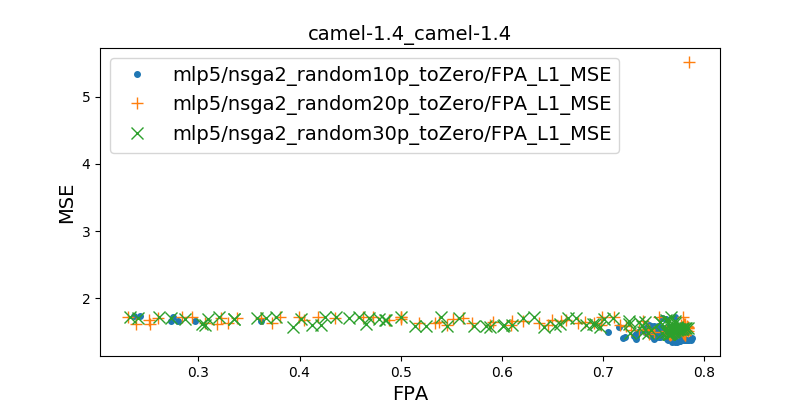 camel-1.4_camel-1.4
mlp5/nsga2_random10p_toZero/FPA_L1_MSE
mlp5/nsga2_random20p_toZero/FPA_L1_MSE
mlp5/nsga2_random30p_toZero/FPA_L1_MSE
MSE
5
4
3
2
0.3 0.4 0.5 0.6 0.7 0.8
FPA